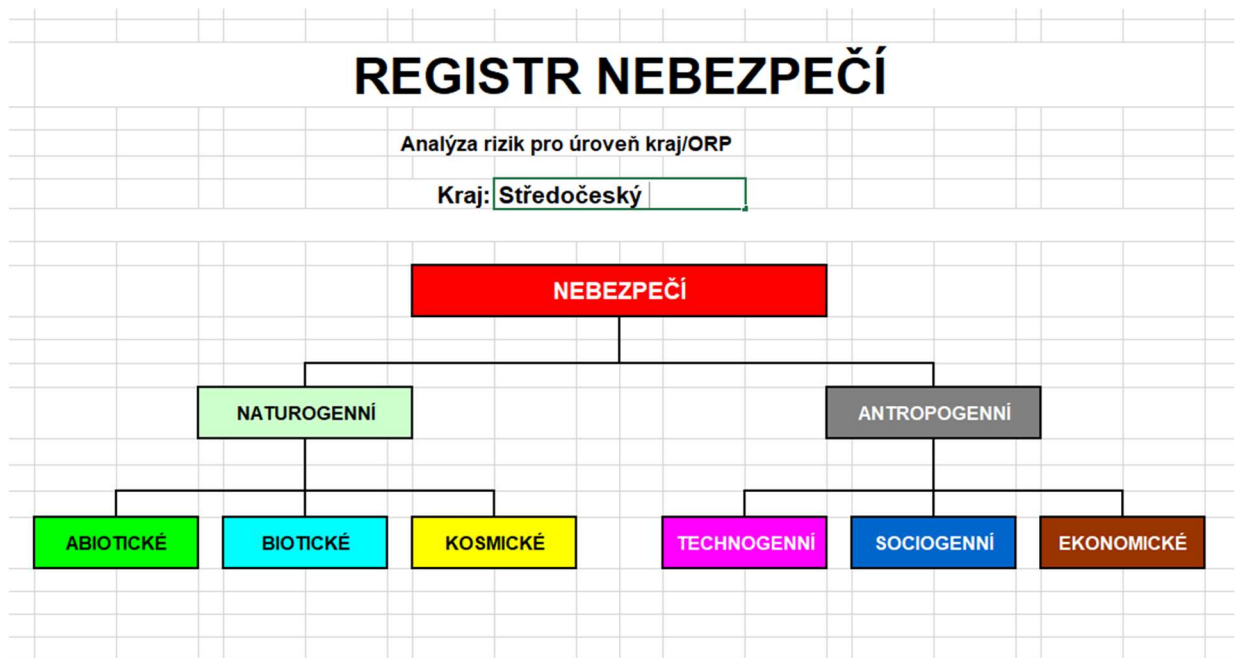 REGISTR NEBEZPEČÍ
Analýza rizik pro úroveň kraj/ORP
Kraj: Středočeský
NEBEZPEČÍ
NATUROGENNÍ
ANTROPOGENNÍ
ABIOTICKÉ
BIOTICKÉ
KOSMICKÉ
TECHNOGENNÍ
SOCIOGENNÍ
EKONOMICKÉ